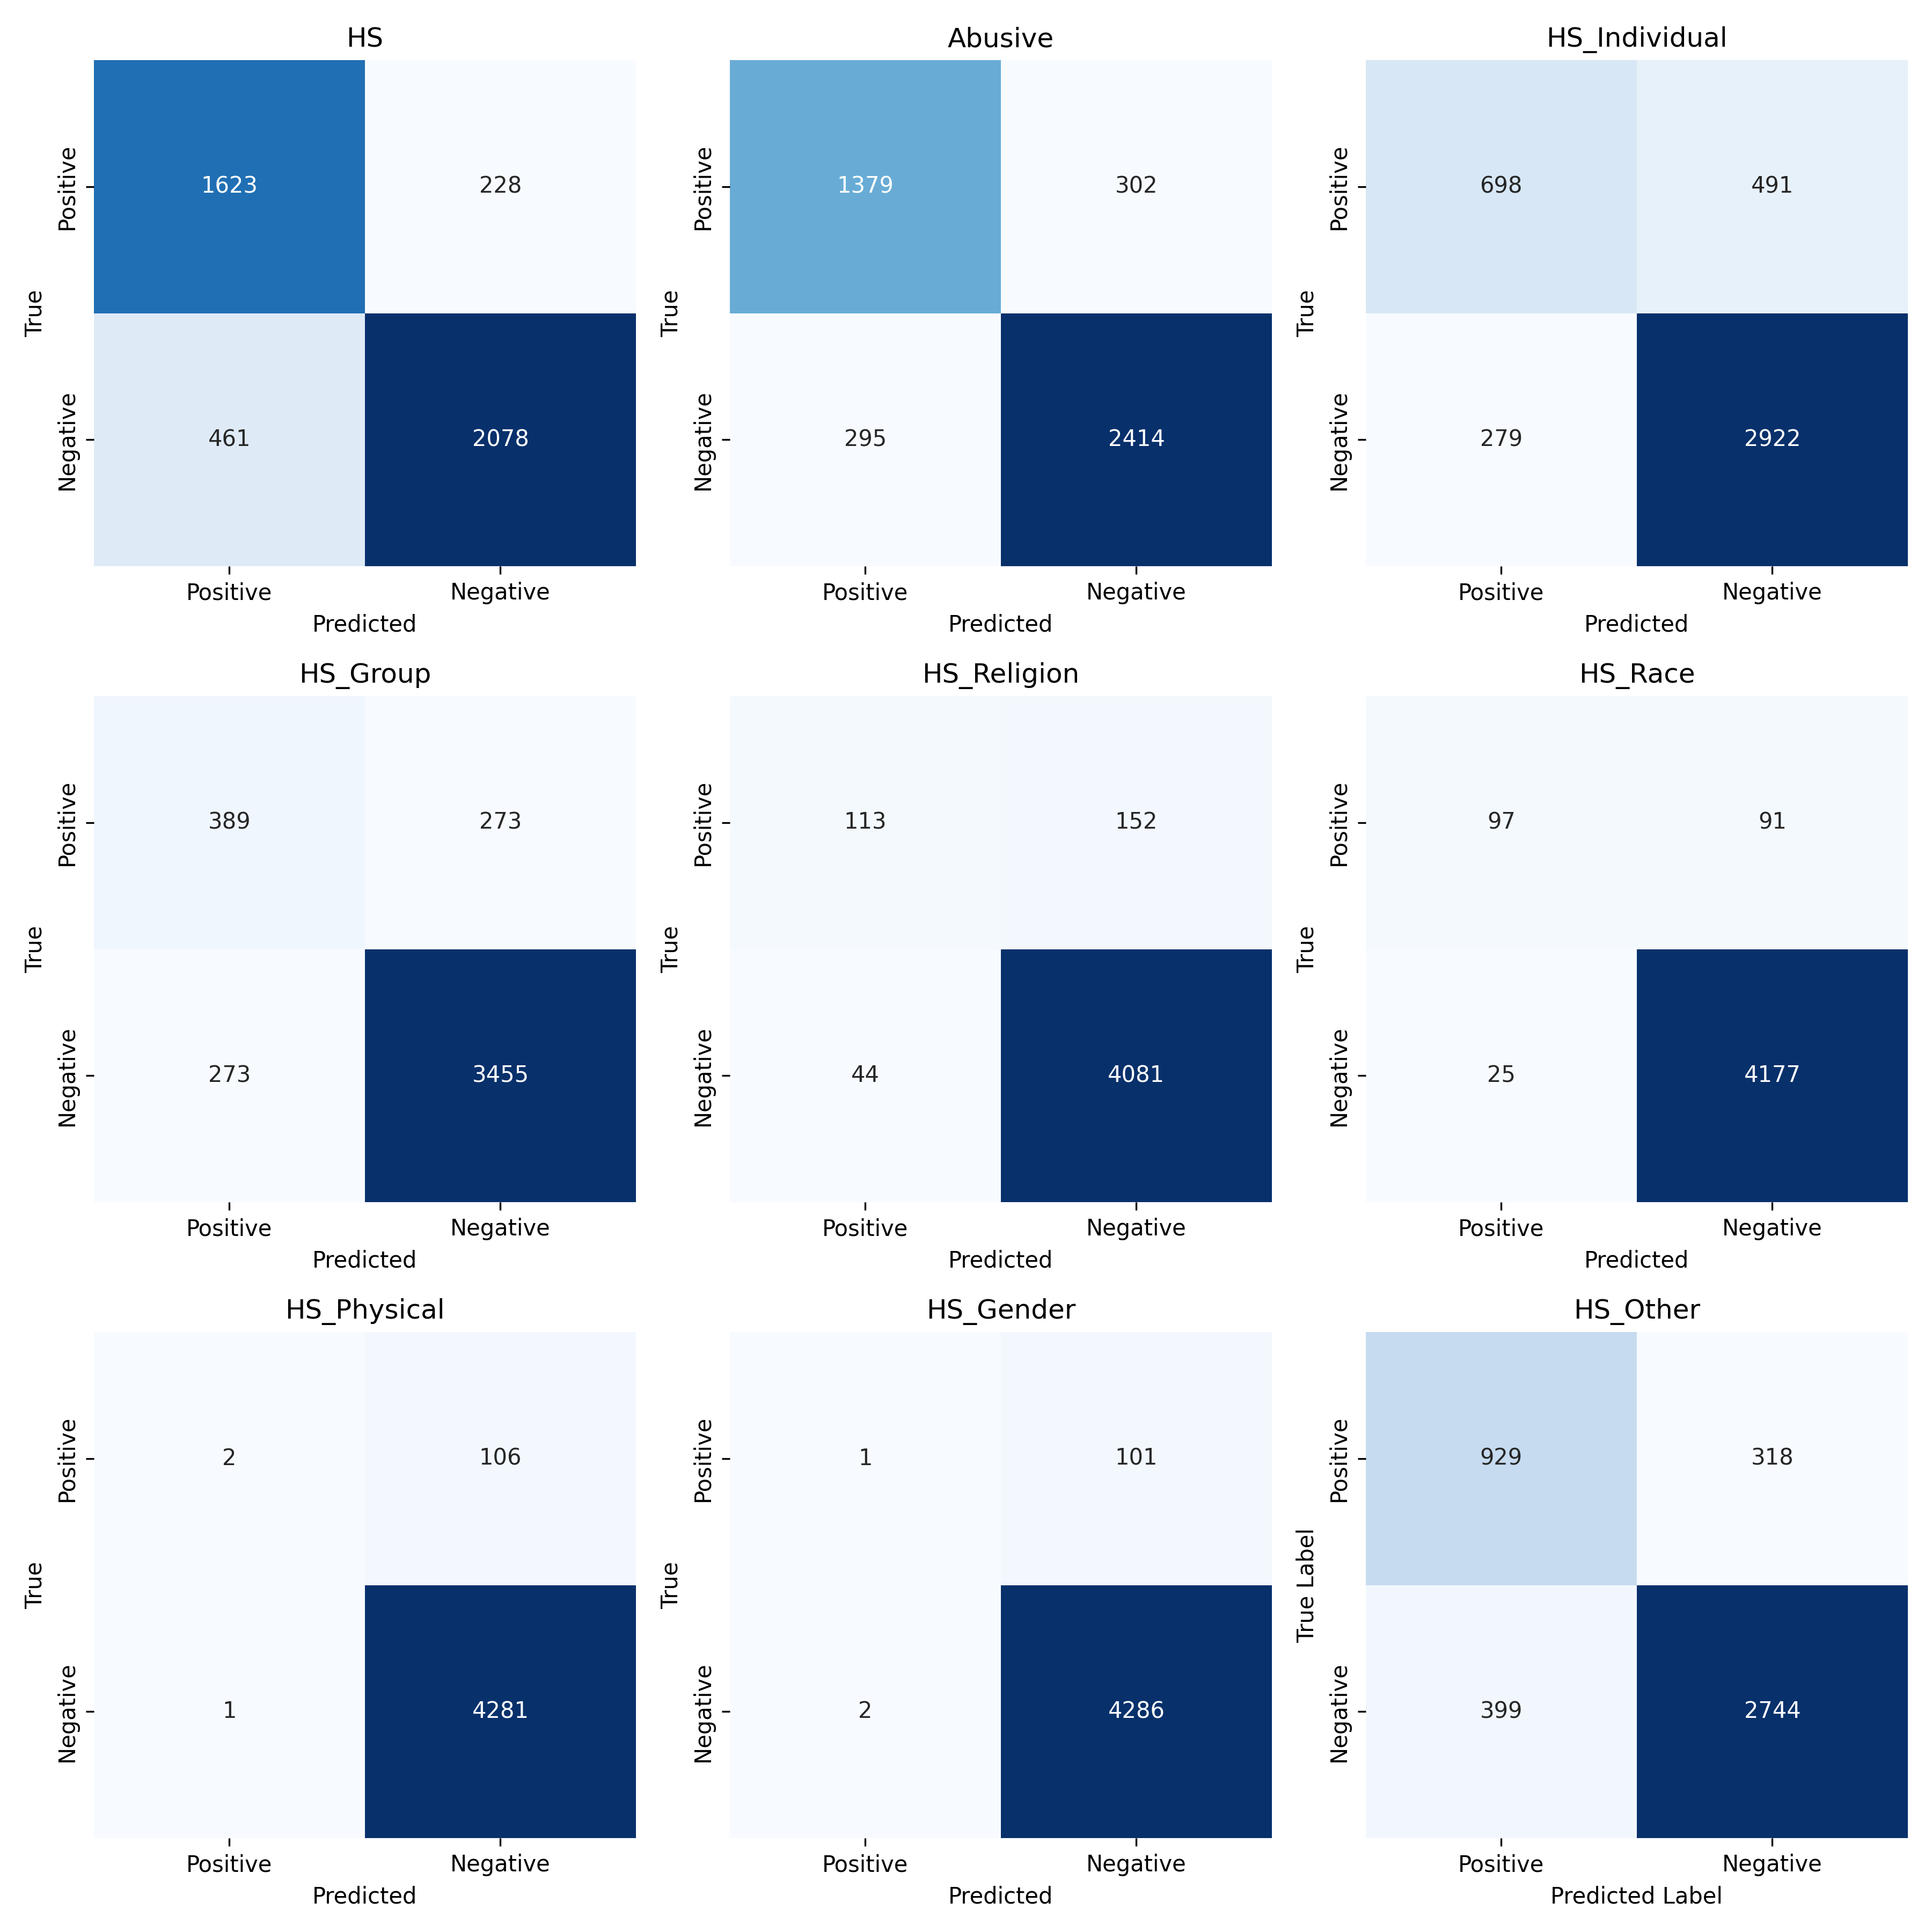 HS
Positive
1623 228
True
Negative
461 2078
Positive Negative
Predicted
Abusive
Positive
1379 302
True
Negative
295 2414
Positive Negative
Predicted
HS_Individual
Positive
698 491
True
Negative
279 2922
Positive Negative
Predicted
HS_Group
Positive
389 273
True
Negative
273 3455
Positive Negative
Predicted
HS_Religion
Positive
113 152
True
Negative
44 4081
Positive Negative
Predicted
HS_Race
Positive
97 91
True
Negative
25 4177
Positive Negative
Predicted
HS_Physical
Positive
2 106
True
Negative
1 4281
Positive Negative
Predicted
HS_Gender
Positive
1 101
True
Negative
2 4286
Positive Negative
Predicted
HS_Other
Positive
929 318
True Label
Negative
399 2744
Positive Negative
Predicted Label